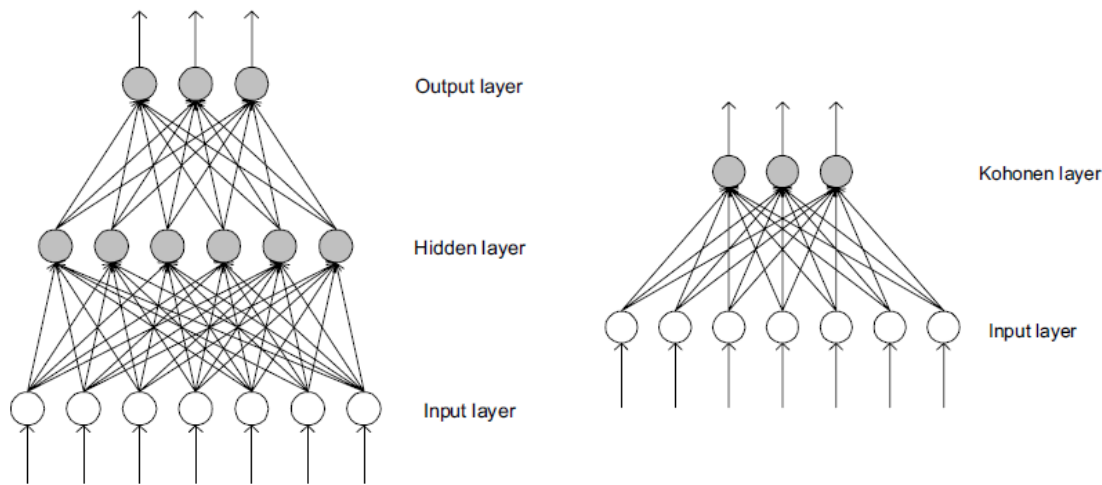 Output layer
Hidden layer
Input layer
Kohonen layer
Input layer